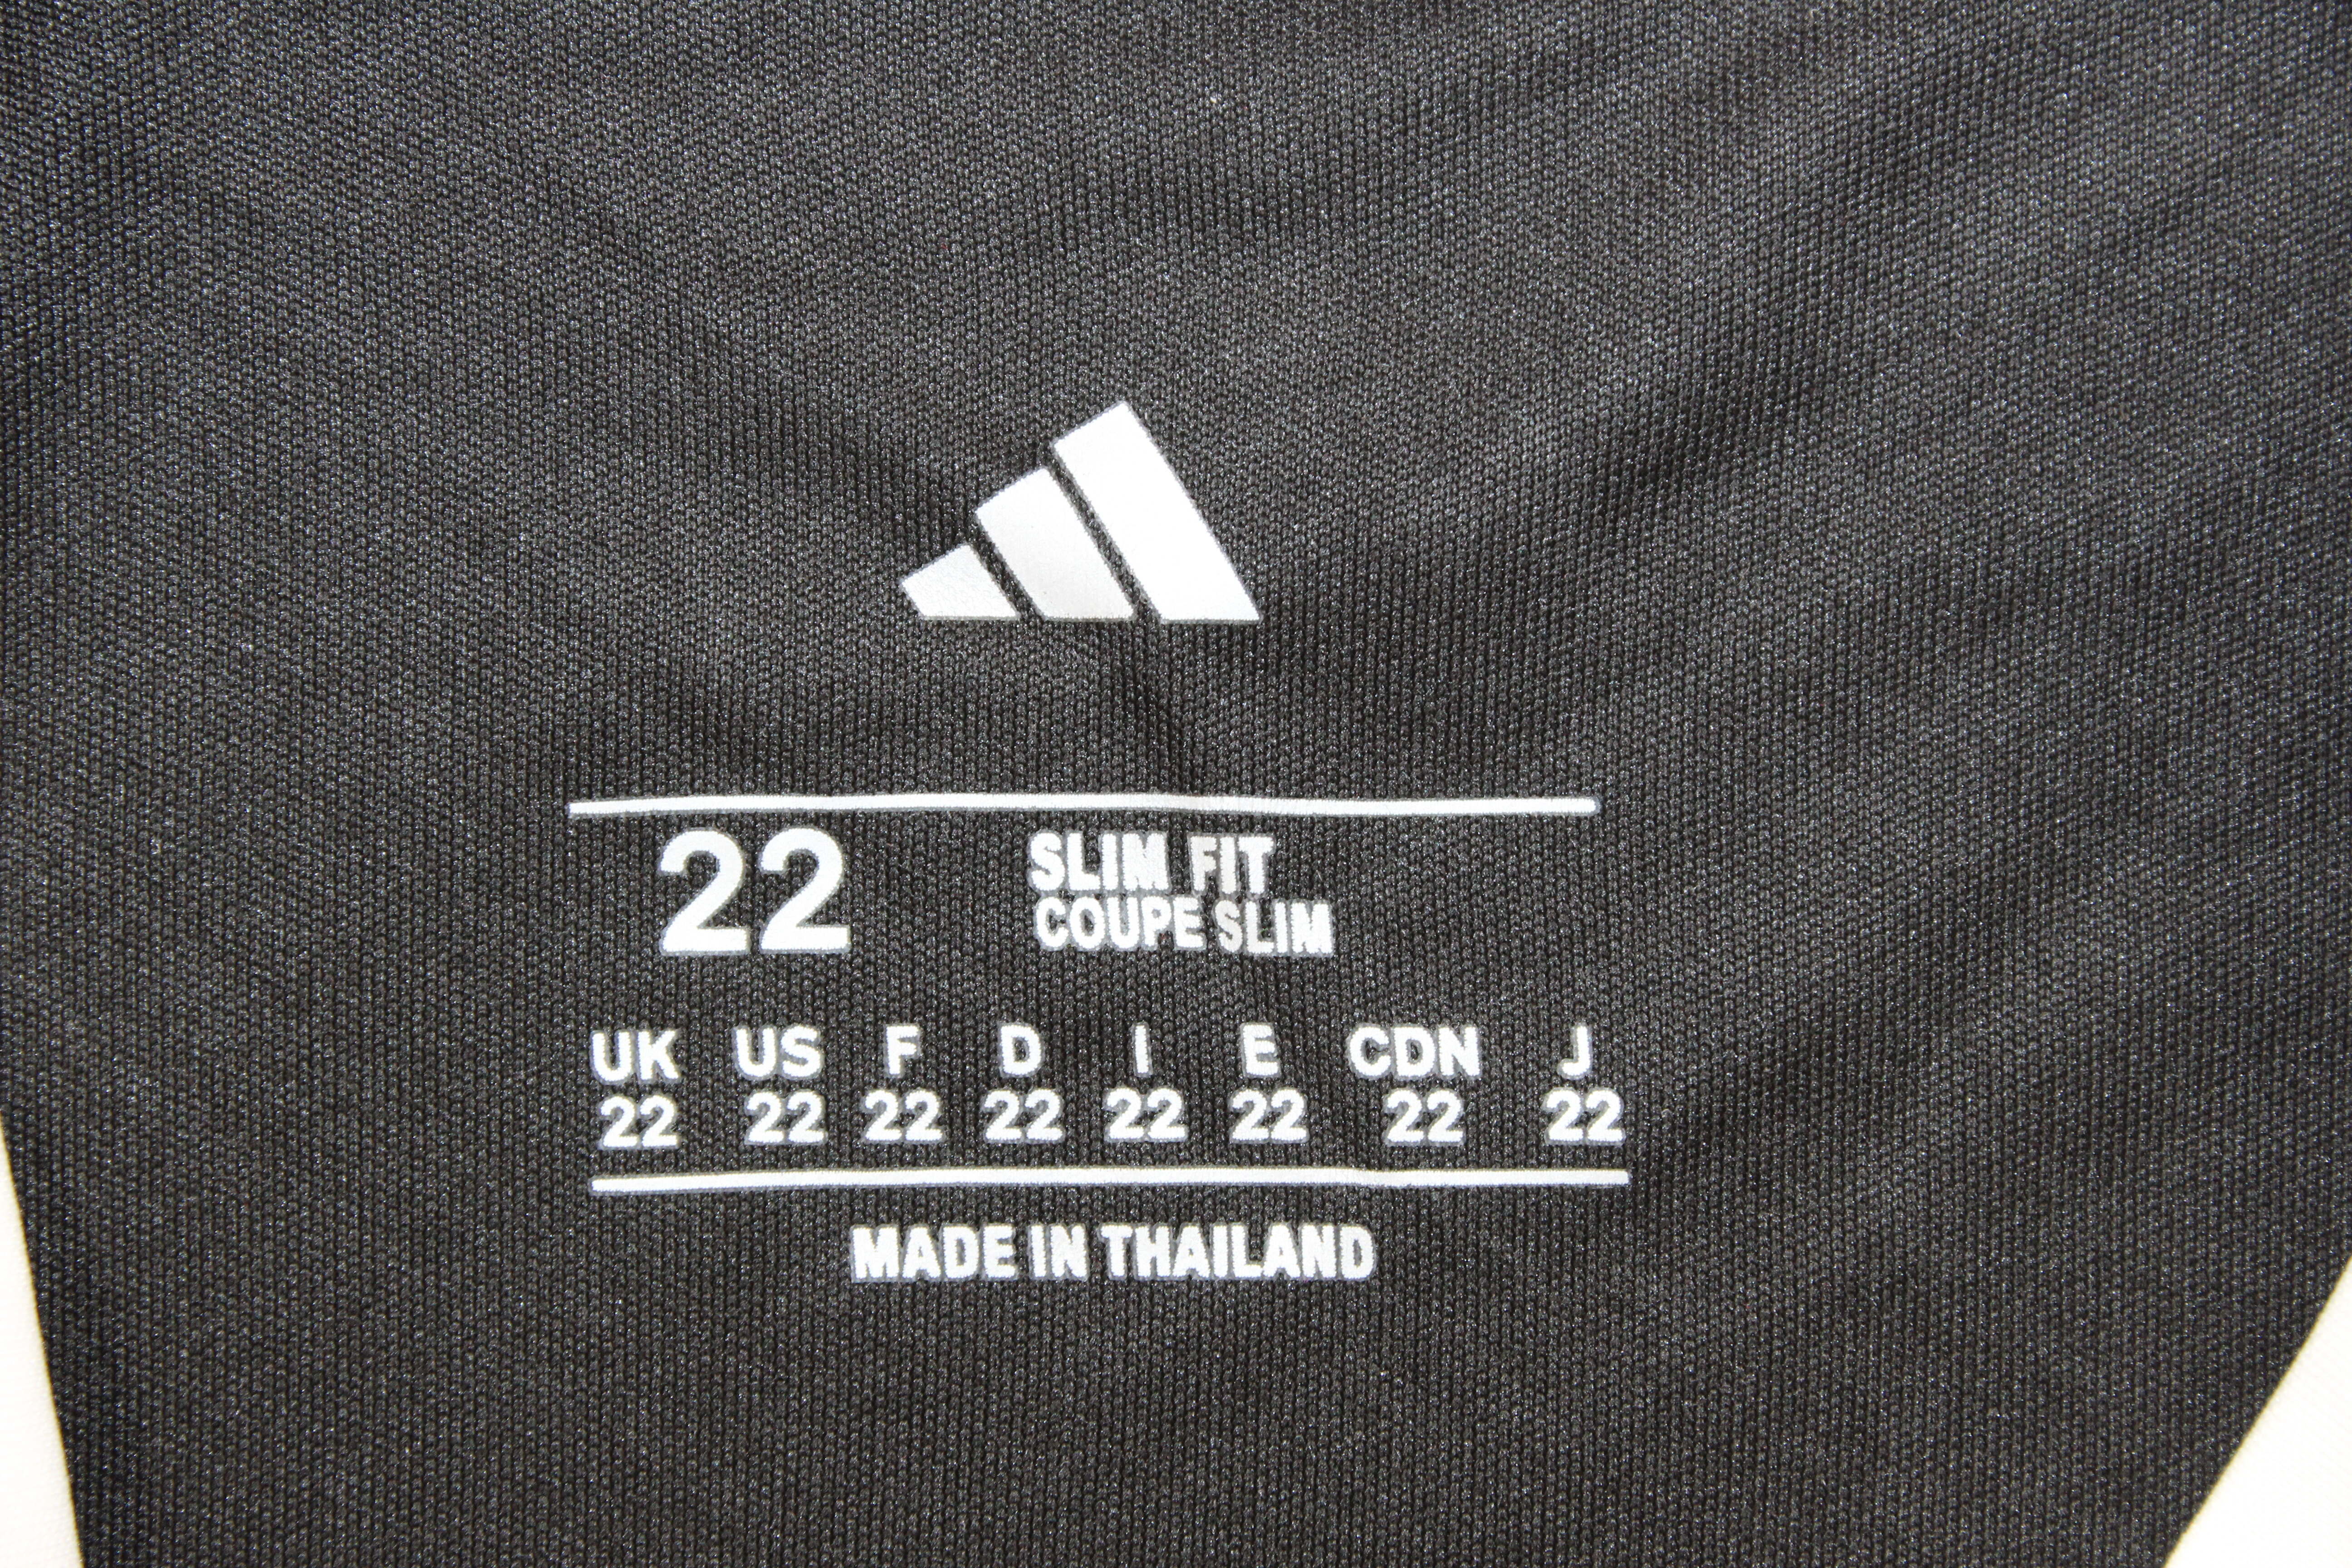 22 SLIM FIT
COUPE SLIM
UK US F D I E CDN J
22 22 22 22 22 22 22 22
MADE IN THAILAND